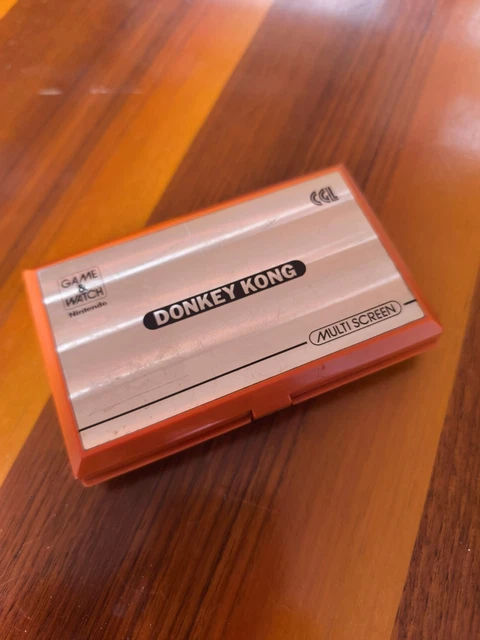 CGL
GAME
&
WATCH
Nintendo
DONKEY KONG
MULTI SCREEN